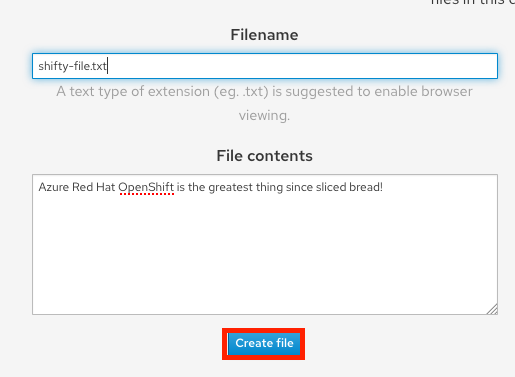 files in this d
Filename
shifty-file.txt
A text type of extension (eg. .txt) is suggested to enable browser
viewing.
File contents
Azure Red Hat OpenShift is the greatest thing since sliced bread!
Create file